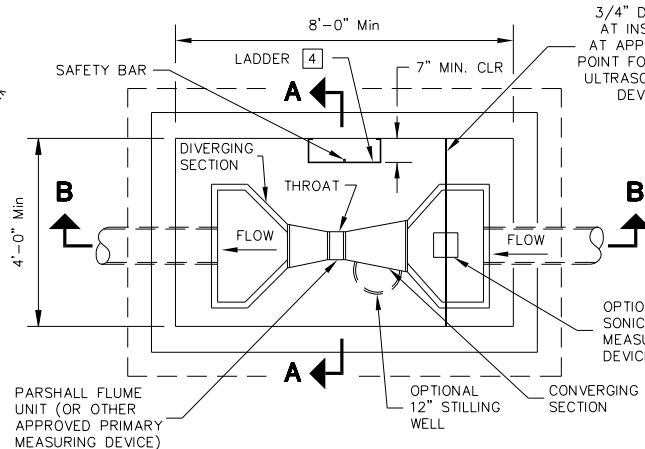 8'-0" Min
3/4" D
AT INS
AT APP
POINT FO
ULTRASO
DEV
LADDER 4
7" MIN. CLR
SAFETY BAR
A
DIVERGING
SECTION
THROAT
B
B
4'-0" Min
FLOW
FLOW
OPTIO
SONIC
MEASU
DEVICE
A
PARSHALL FLUME
UNIT (OR OTHER
APPROVED PRIMARY
MEASURING DEVICE)
OPTIONAL
12" STILLING
WELL
CONVERGING
SECTION